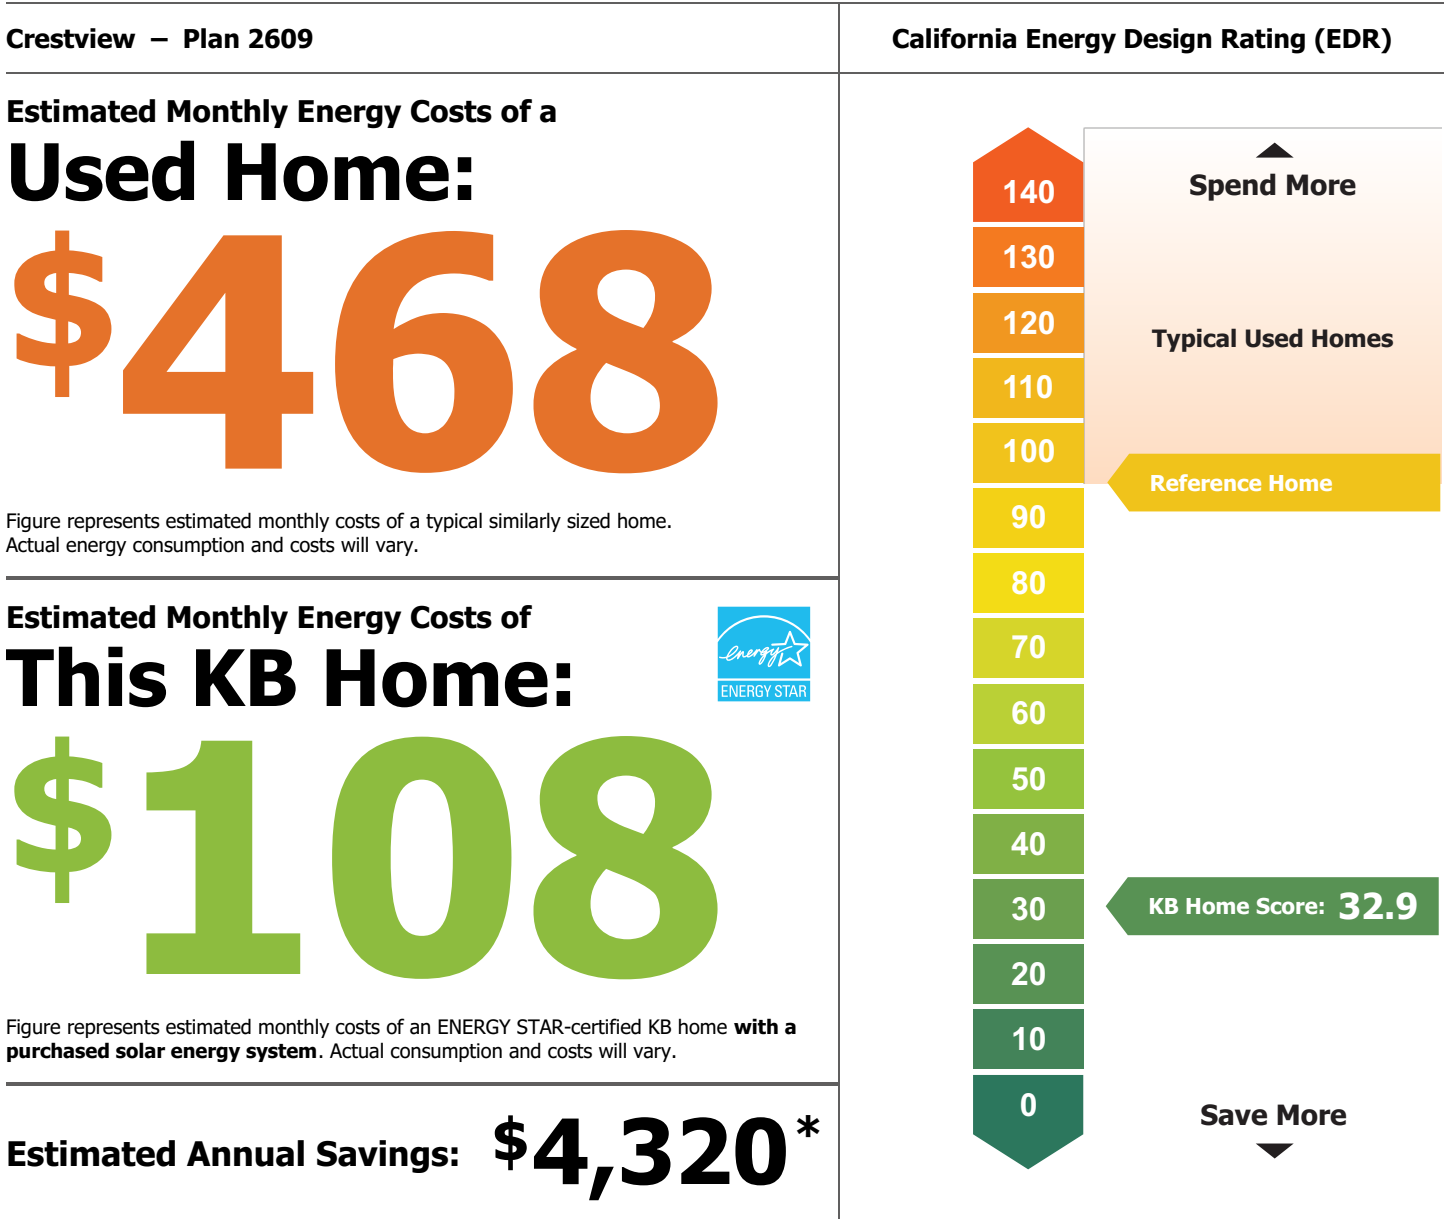 Crestview – Plan 2609
Estimated Monthly Energy Costs of a
Used Home:
$468
Figure represents estimated monthly costs of a typical similarly sized home.
Actual energy consumption and costs will vary.
Estimated Monthly Energy Costs of
This KB Home:
energy
ENERGY STAR
$108
Figure represents estimated monthly costs of an ENERGY STAR-certified KB home with a
purchased solar energy system. Actual consumption and costs will vary.
Estimated Annual Savings: $4,320*
California Energy Design Rating (EDR)
140
Spend More
130
120
Typical Used Homes
110
100
Reference Home
90
80
70
60
50
40
30
KB Home Score: 32.9
20
10
0
Save More